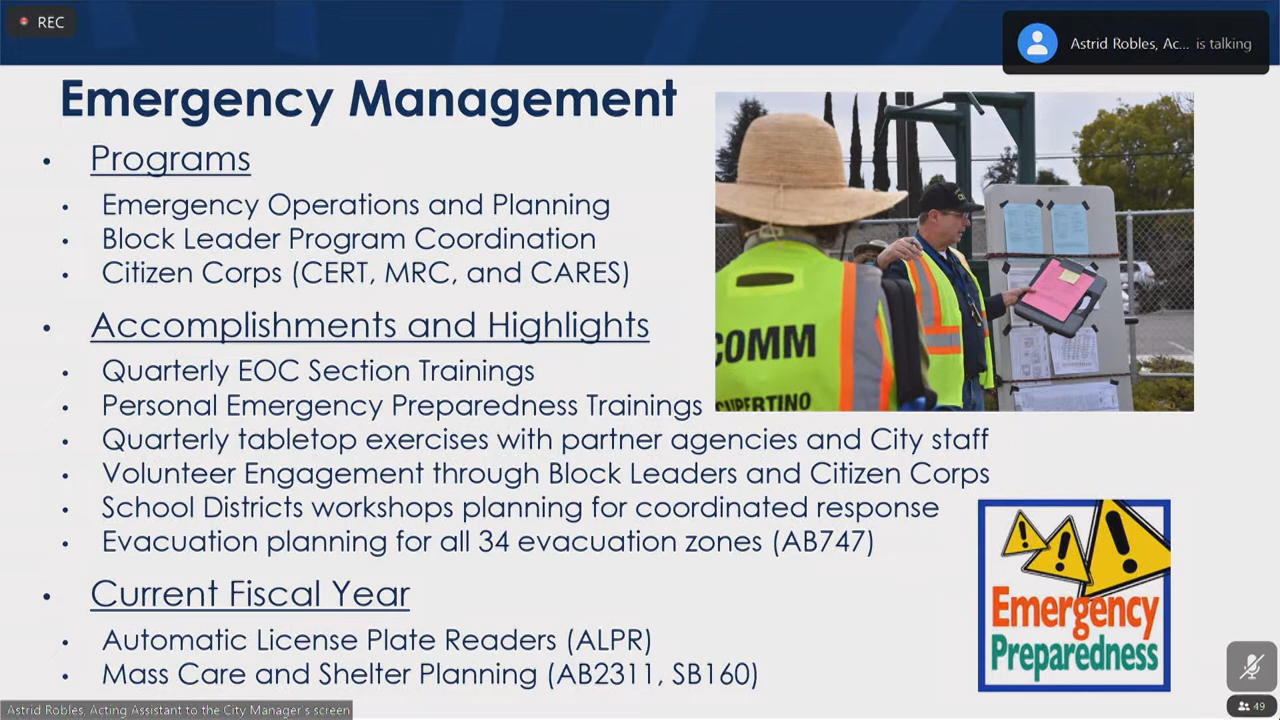 REC
Astrid Robles, Ac... is talking
Emergency Management
• Programs
• Emergency Operations and Planning
• Block Leader Program Coordination
• Citizen Corps (CERT, MRC, and CARES)
• Accomplishments and Highlights
• Quarterly EOC Section Trainings
• Personal Emergency Preparedness Trainings
• Quarterly tabletop exercises with partner agencies and City staff
• Volunteer Engagement through Block Leaders and Citizen Corps
• School Districts workshops planning for coordinated response
• Evacuation planning for all 34 evacuation zones (AB747)
• Current Fiscal Year
• Automatic License Plate Readers (ALPR)
• Mass Care and Shelter Planning (AB2311, SB160)
COMM
CUPERTINO
Emergency
Preparedness
49
Astrid Robles, Acting Assistant to the City Manager's screen